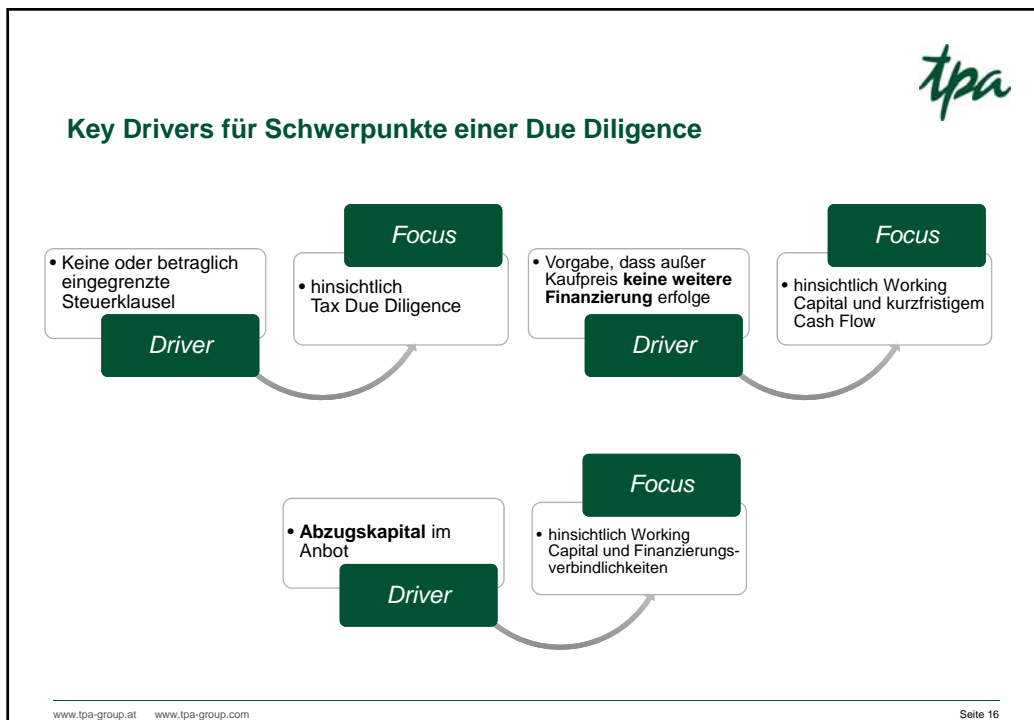 tpa
Key Drivers für Schwerpunkte einer Due Diligence
• Keine oder betraglich
eingegrenzte
Steuerklausel
Driver
Focus
• hinsichtlich
Tax Due Diligence
• Vorgabe, dass außer
Kaufpreis keine weitere
Finanzierung erfolge
Driver
Focus
• hinsichtlich Working
Capital und kurzfristigem
Cash Flow
• Abzugskapital im
Anbot
Driver
Focus
• hinsichtlich Working
Capital und Finanzierungs-
verbindlichkeiten
www.tpa-group.at www.tpa-group.com
Seite 16